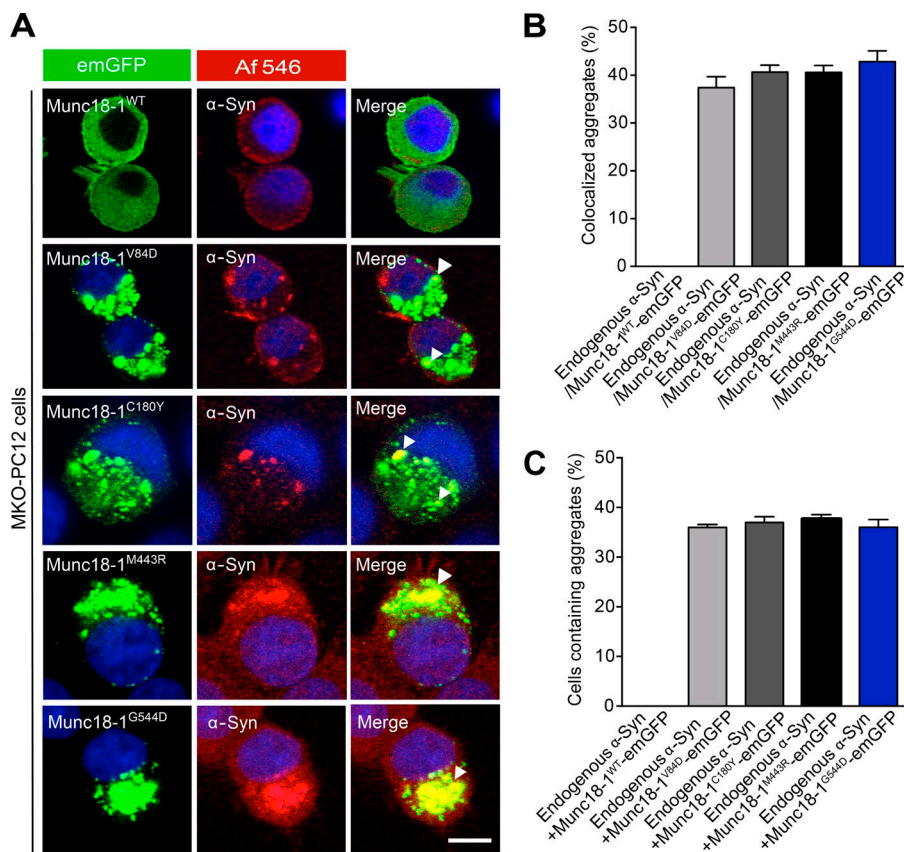 A
emGFP
Af 546
Munc18-1WT
α-Syn
Merge
Munc18-1V84D
α-Syn
Merge
Munc18-1C180Y
α-Syn
Merge
Munc18-1M443R
α-Syn
Merge
Munc18-1G544D
α-Syn
Merge
MKO-PC12 cells
B
Colocalized aggregates (%)
50
40
30
20
10
0
Endogenous α-Syn
/Munc18-1WT-emGFP
Endogenous α-Syn
/Munc18-1V84D-emGFP
Endogenous α-Syn
/Munc18-1C180Y-emGFP
Endogenous α-Syn
/Munc18-1M443R-emGFP
Endogenous α-Syn
/Munc18-1G544D-emGFP
C
Cells containing aggregates (%)
50
40
30
20
10
0
Endogenous α-Syn
+Munc18-1WT-emGFP
Endogenous α-Syn
+Munc18-1V84D-emGFP
Endogenous α-Syn
+Munc18-1C180Y-emGFP
Endogenous α-Syn
+Munc18-1M443R-emGFP
Endogenous α-Syn
+Munc18-1G544D-emGFP